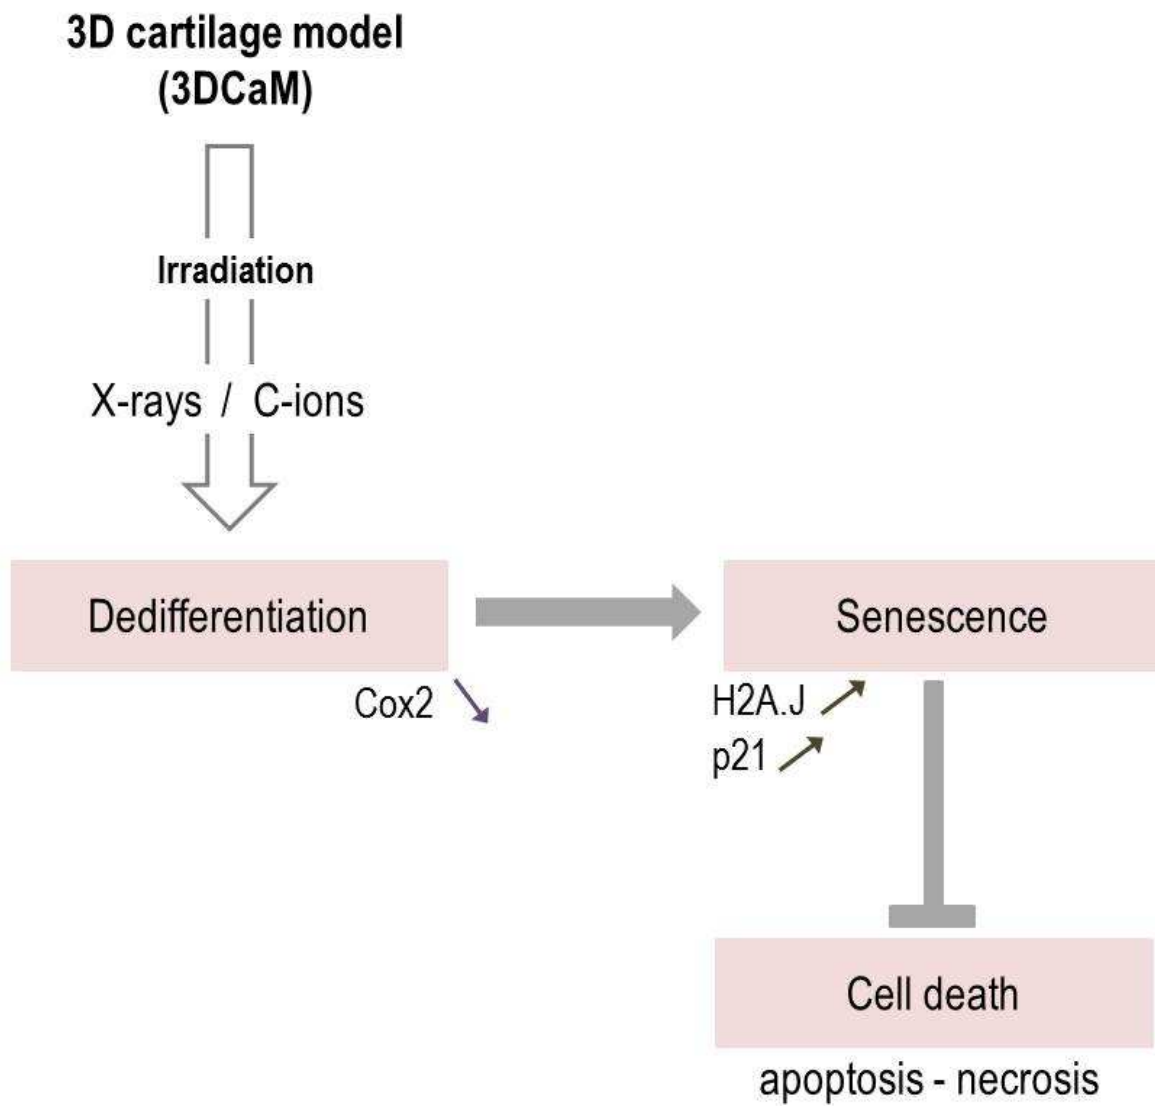 3D cartilage model
(3DCaM)
Irradiation
X-rays / C-ions
Dedifferentiation
Senescence
Cox2
H2A.J
p21
Cell death
apoptosis - necrosis